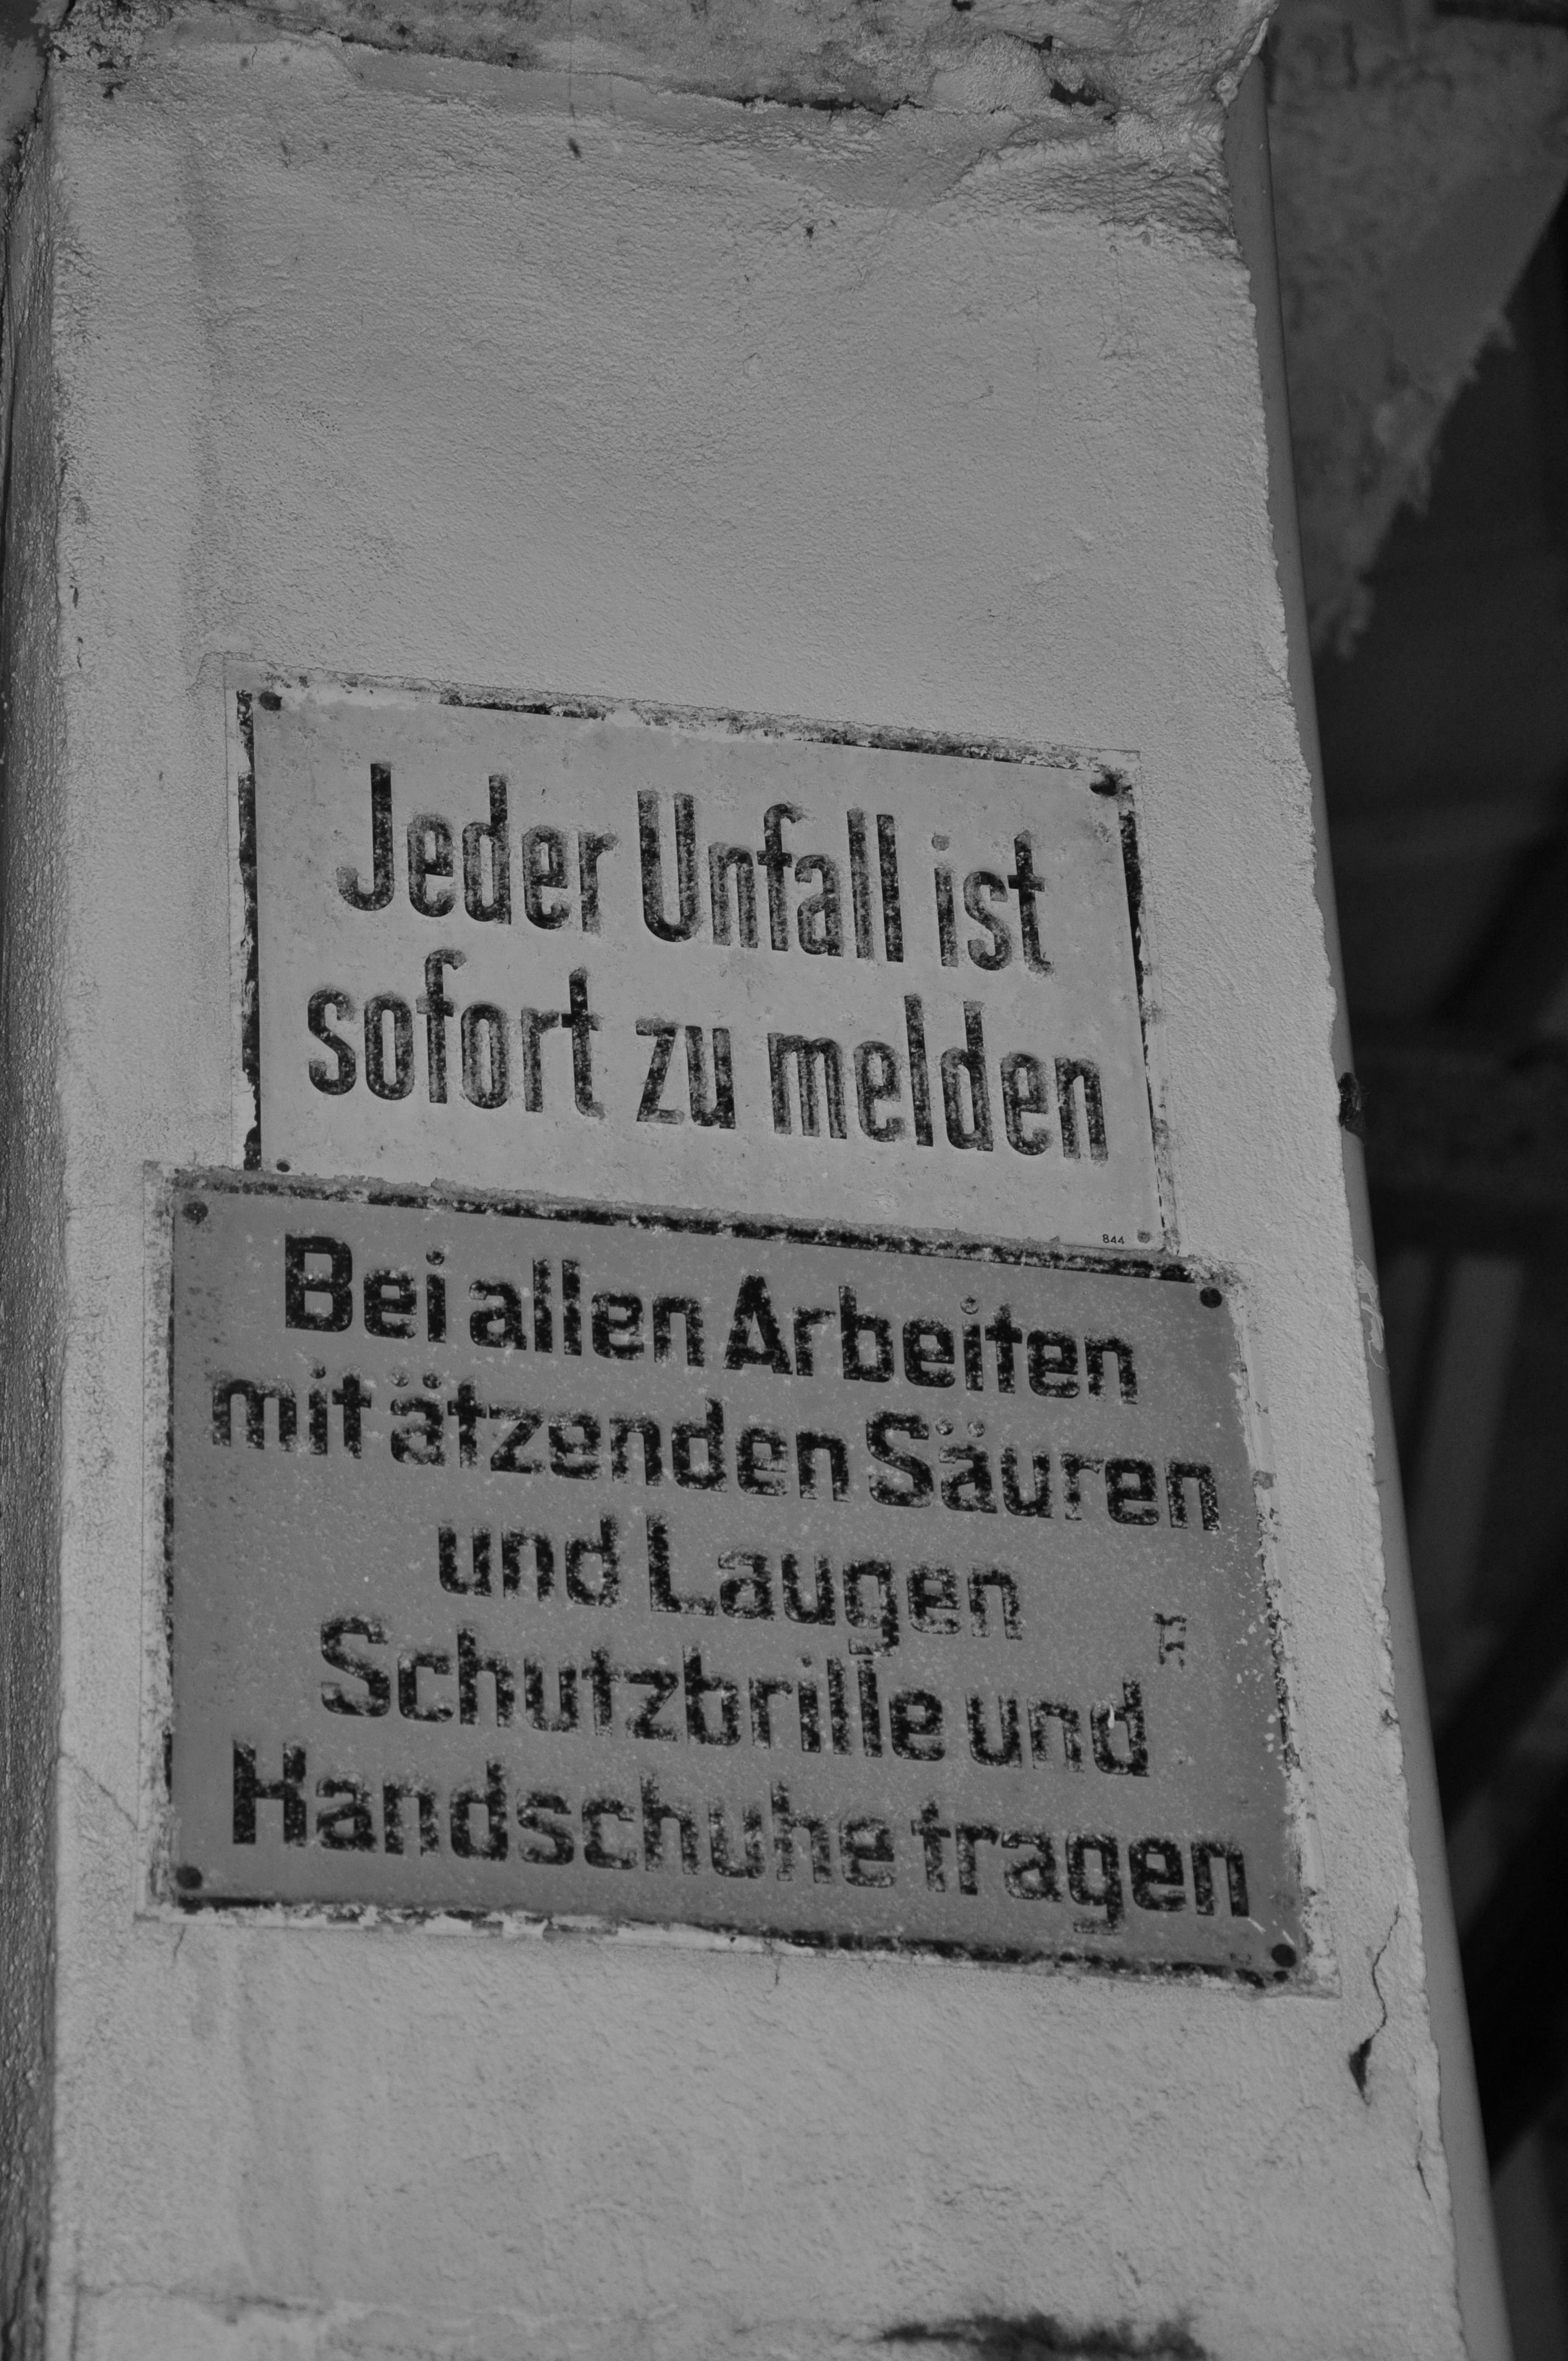 Jeder Unfall ist
sofort zu melden
844
Bei allen Arbeiten
mit ätzenden Säuren
und Laugen
Schutzbrille und
Handschuhe tragen